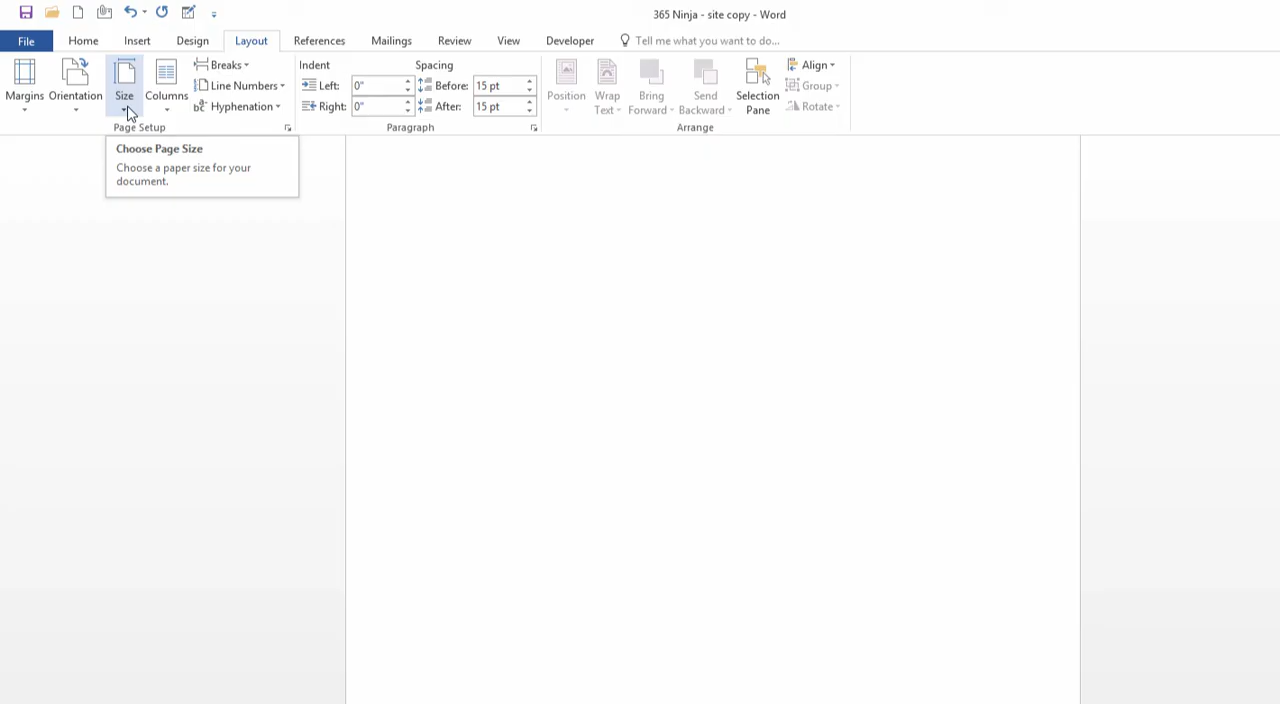 365 Ninja - site copy - Word
File Home Insert Design Layout References Mailings Review View Developer Tell me what you want to do...
Margins Orientation Size Columns
Breaks
Line Numbers
Hyphenation
Page Setup
Indent Spacing
Left: 0" Before: 15 pt
Right: 0" After: 15 pt
Paragraph
Position Wrap Text Bring Forward Send Backward Selection Pane
Align
Group
Rotate
Arrange
Choose Page Size
Choose a paper size for your
document.